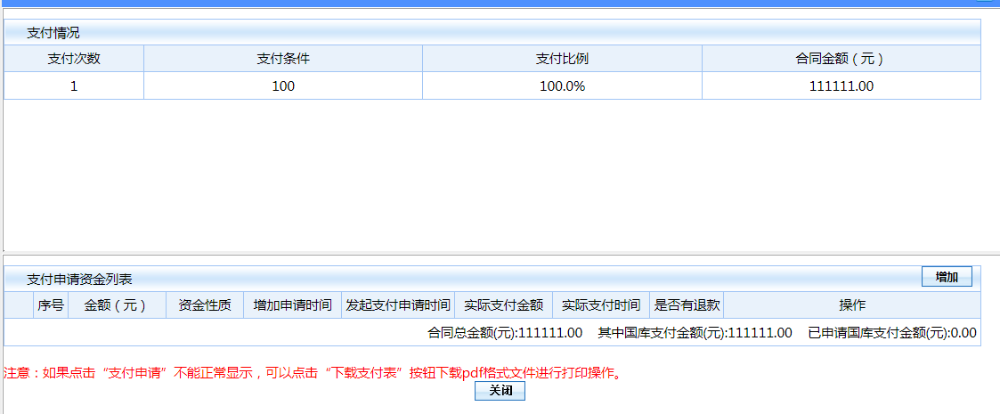 支付情况
支付次数 支付条件 支付比例 合同金额（元）
1 100 100.0% 111111.00
支付申请资金列表 增加
序号 金额（元） 资金性质 增加申请时间 发起支付申请时间 实际支付金额 实际支付时间 是否有退款 操作
合同总金额(元):111111.00 其中国库支付金额(元):111111.00 已申请国库支付金额(元):0.00
注意：如果点击“支付申请”不能正常显示，可以点击“下载支付表”按钮下载pdf格式文件进行打印操作。
关闭